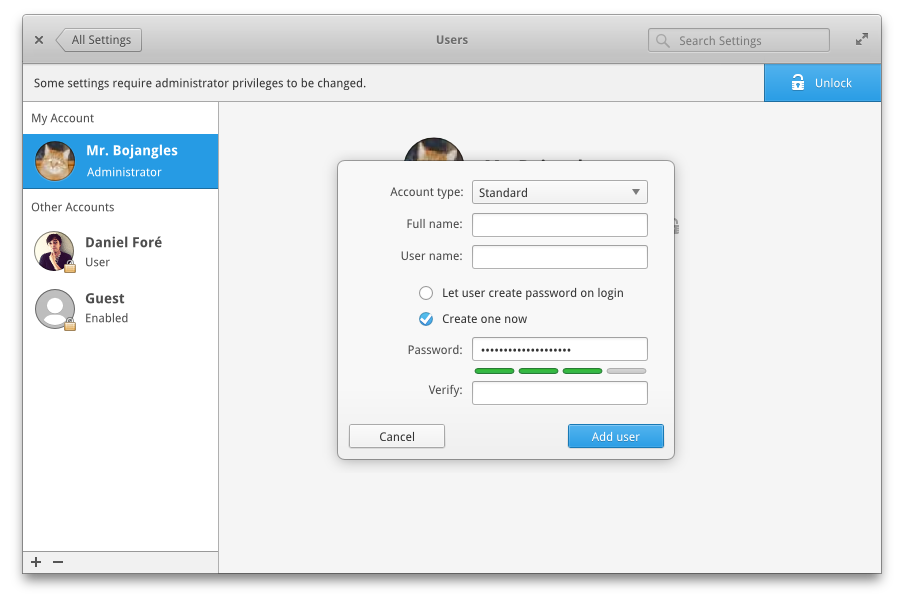 All Settings
Users
Search Settings
Some settings require administrator privileges to be changed.
Unlock
My Account
Mr. Bojangles
Administrator
Other Accounts
Daniel Foré
User
Guest
Enabled
Account type:
Standard
Full name:
User name:
Let user create password on login
Create one now
Password:
••••••••••••••••••••
Verify:
Cancel
Add user